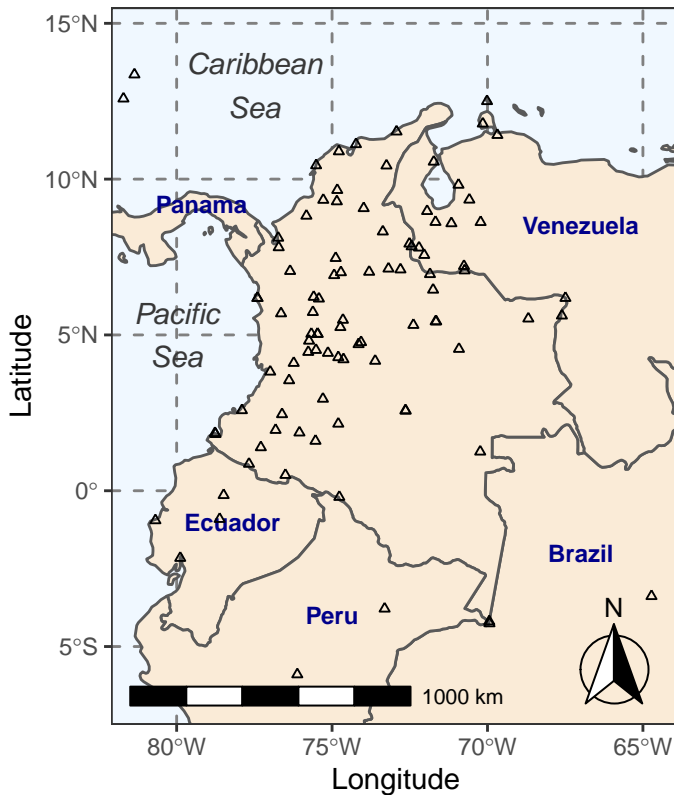 15°N
Caribbean
Sea
10°N
Panama
Venezuela
Pacific
Sea
5°N
Latitude
0°
Ecuador
Brazil
Peru
N
5°S
1000 km
80°W
75°W
70°W
65°W
Longitude